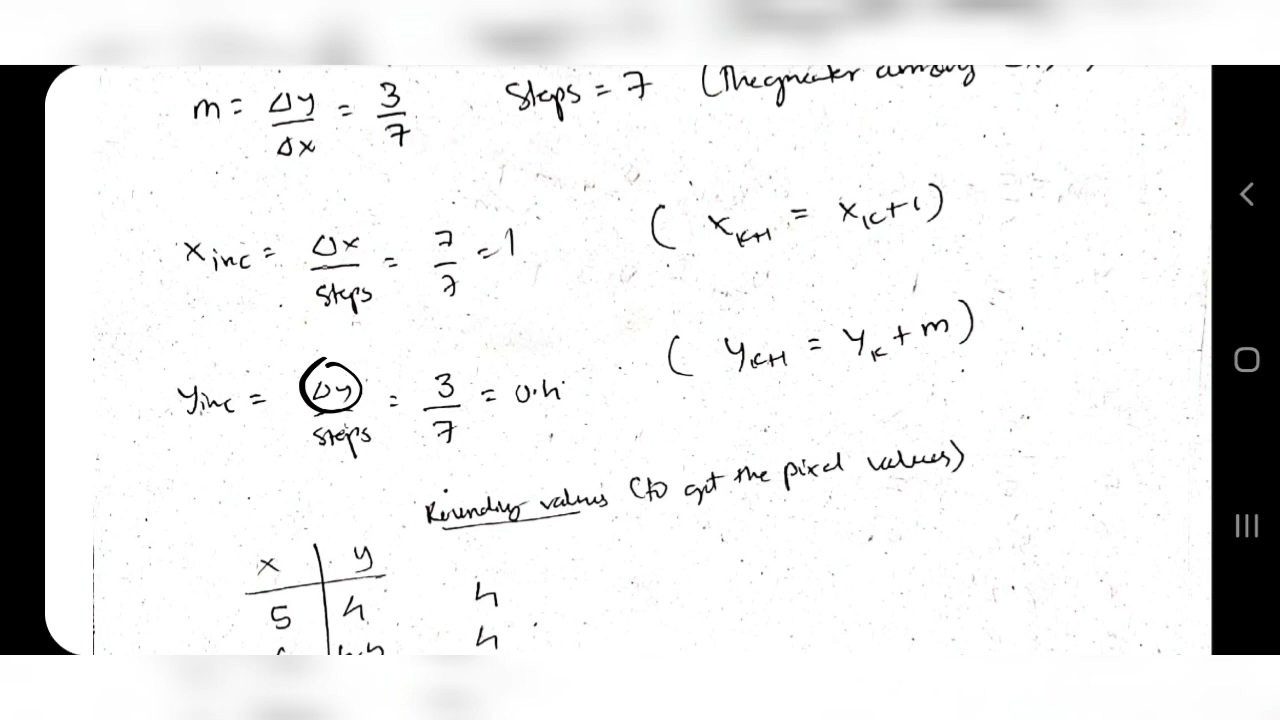 m = Δy/Δx = 3/7 Steps = 7 (The greater among
x_inc = Δx/steps = 7/7 = 1 ( x_{k+1} = x_k + 1 )
y_inc = Δy/steps = 3/7 = 0.4 ( y_{k+1} = y_k + m )
Rounding values (to get the pixel values)
x y
5 4 4
4